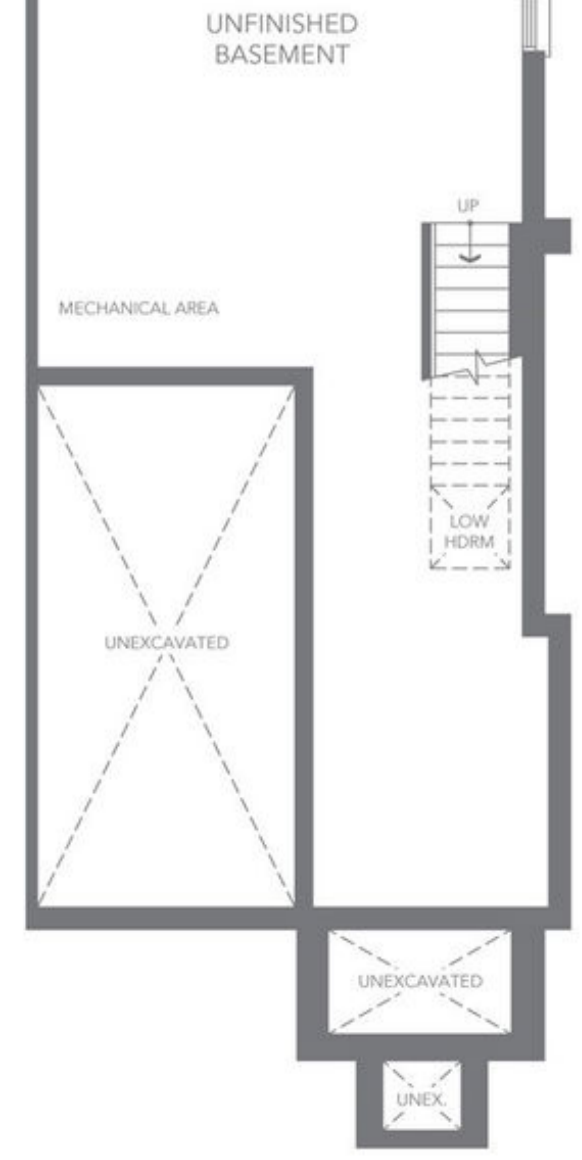 UNFINISHED
BASEMENT
UP
MECHANICAL AREA
LOW
HDRM
UNEXCAVATED
UNEXCAVATED
UNEX.